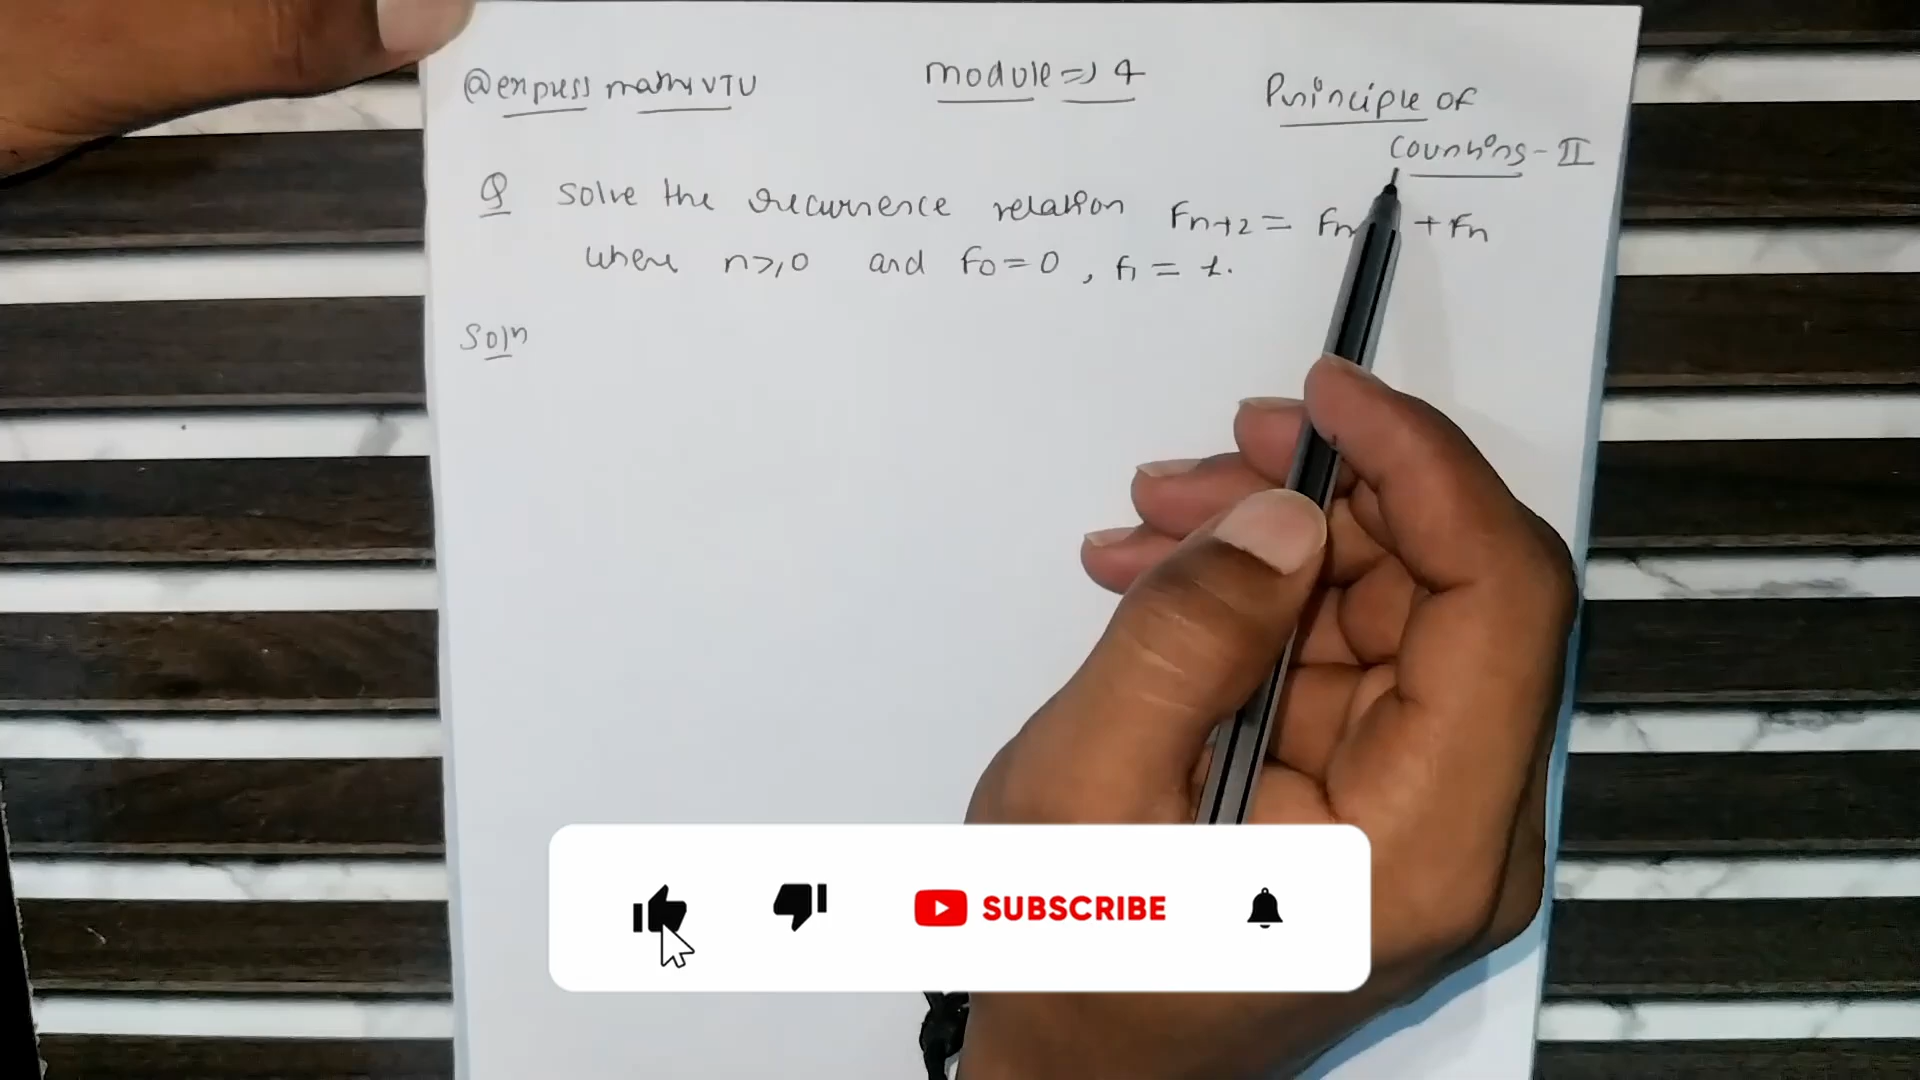 @express maths VTU
module => 4
Principle of
Counting - II
Q Solve the recurrence relation Fn+2 = Fn + Fn
where n>,0 and F0 = 0 , F1 = 1.
Soln
SUBSCRIBE